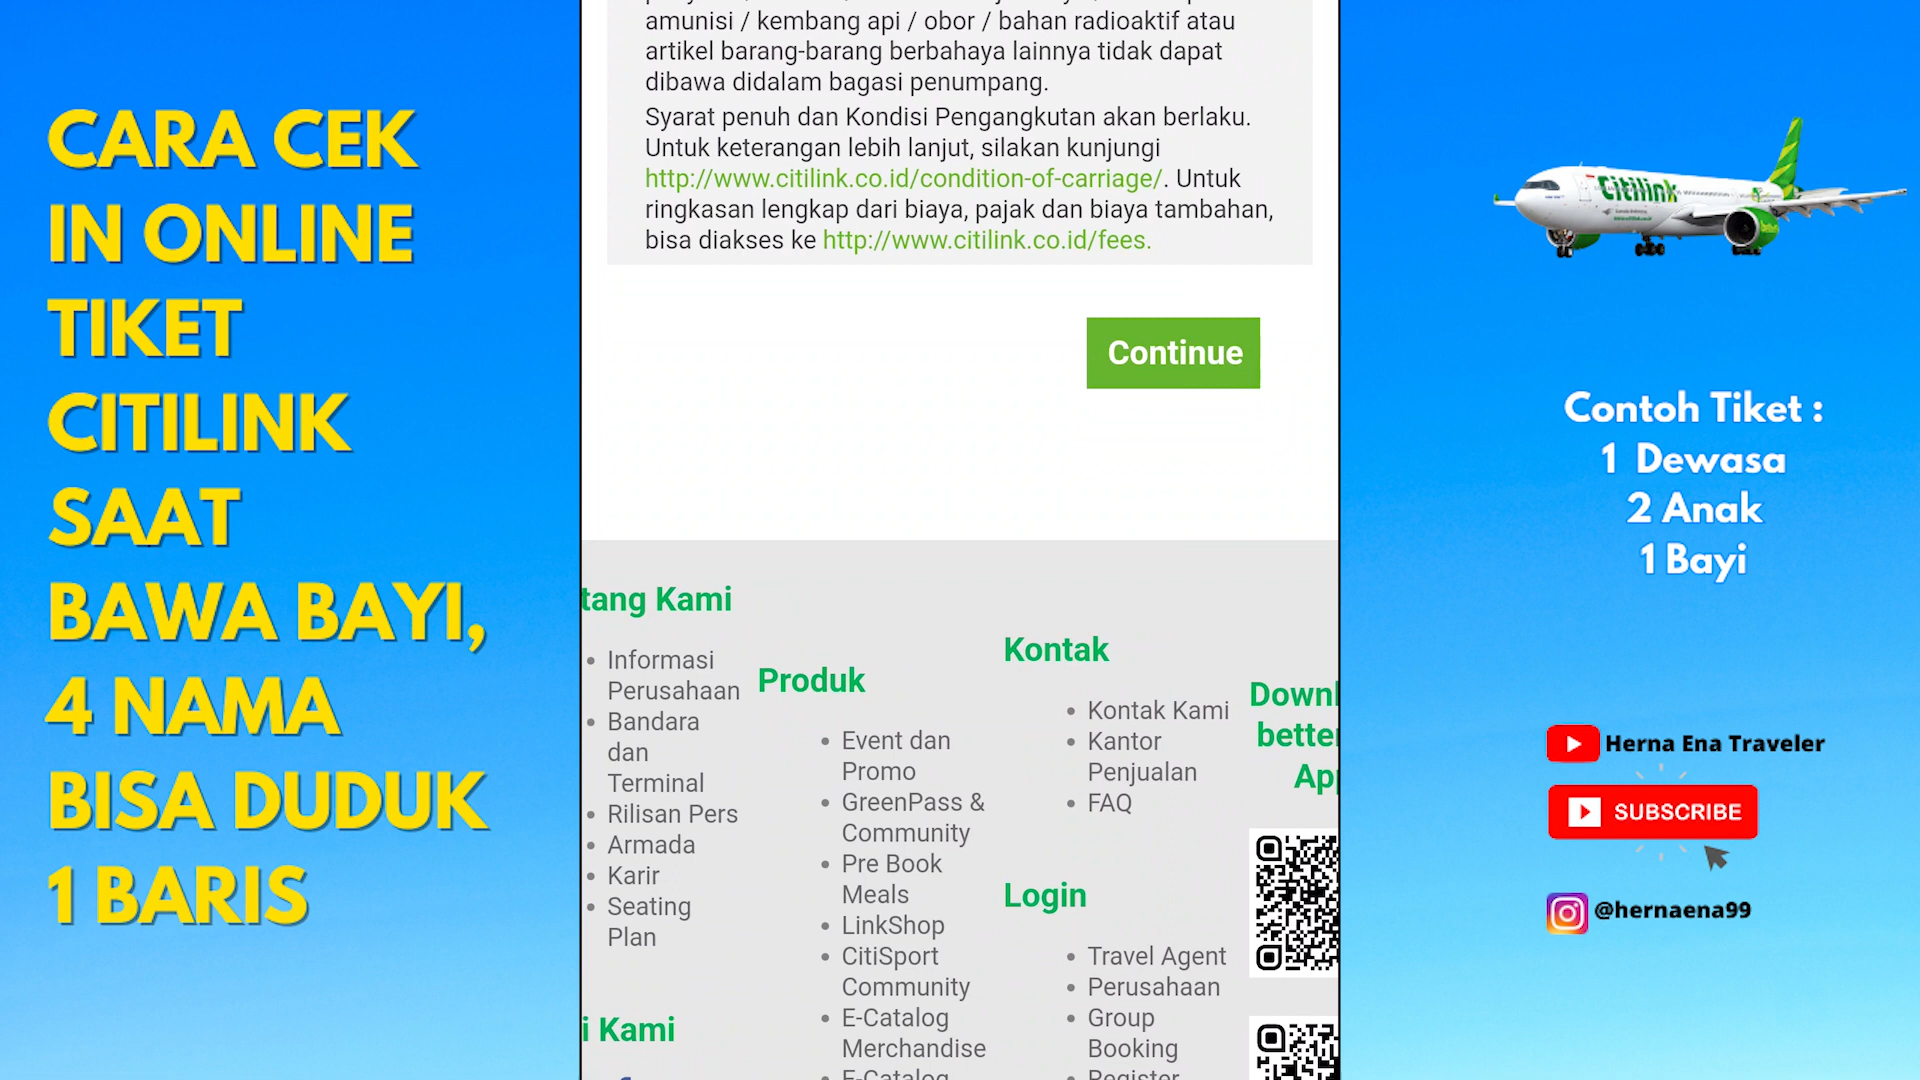 CARA CEK
IN ONLINE
TIKET
CITILINK
SAAT
BAWA BAYI,
4 NAMA
BISA DUDUK
1 BARIS
amunisi / kembang api / obor / bahan radioaktif atau
artikel barang-barang berbahaya lainnya tidak dapat
dibawa didalam bagasi penumpang.
Syarat penuh dan Kondisi Pengangkutan akan berlaku.
Untuk keterangan lebih lanjut, silakan kunjungi
http://www.citilink.co.id/condition-of-carriage/. Untuk
ringkasan lengkap dari biaya, pajak dan biaya tambahan,
bisa diakses ke http://www.citilink.co.id/fees.
Continue
tang Kami
Informasi
Perusahaan
Bandara
dan
Terminal
Rilisan Pers
Armada
Karir
Seating
Plan
i Kami
Produk
Event dan
Promo
GreenPass &
Community
Pre Book
Meals
LinkShop
CitiSport
Community
E-Catalog
Merchandise
E-Catalog
Kontak
Kontak Kami
Kantor
Penjualan
FAQ
Login
Travel Agent
Perusahaan
Group
Booking
Register
Downl
better
App
Citilink
Contoh Tiket :
1 Dewasa
2 Anak
1 Bayi
Herna Ena Traveler
SUBSCRIBE
@hernaena99